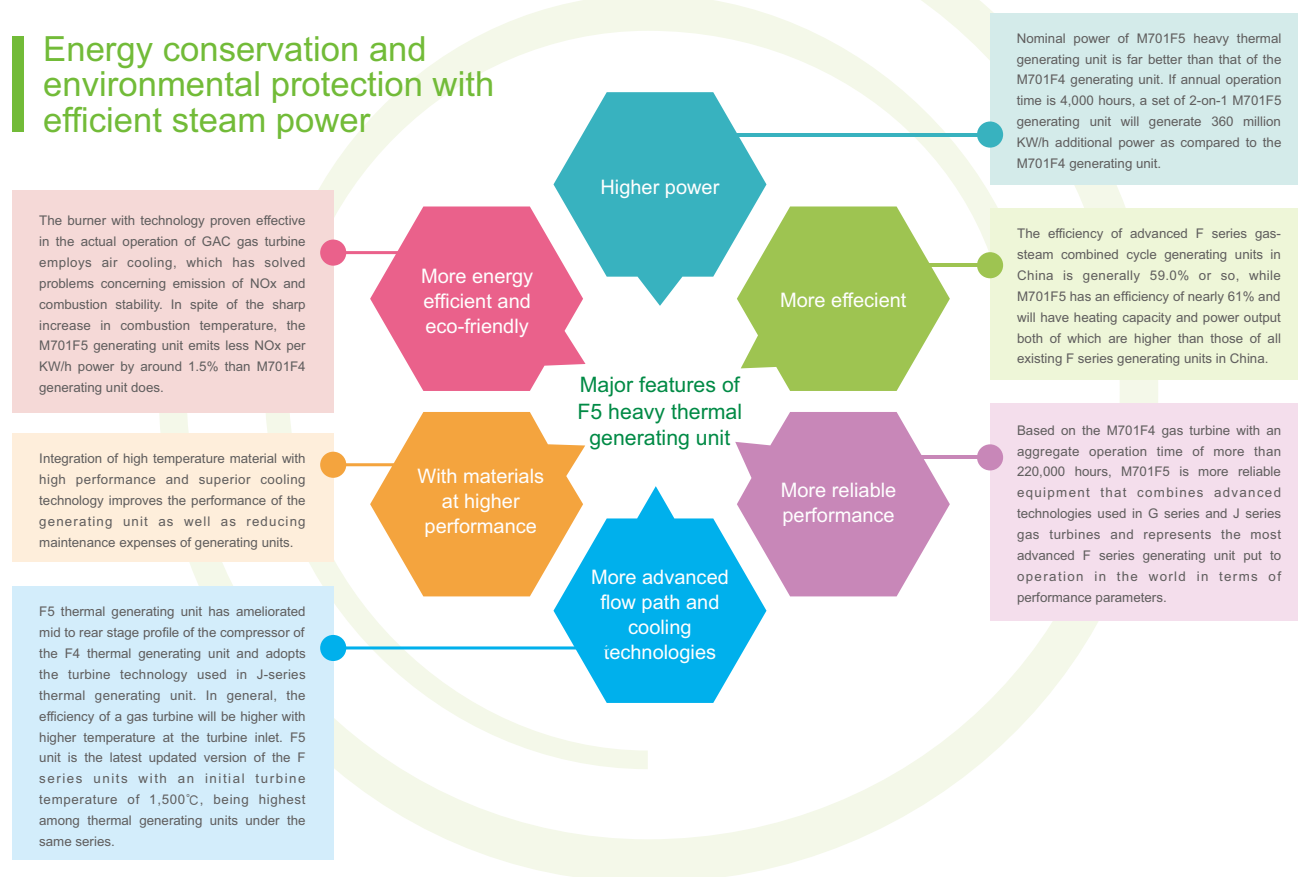 Energy conservation and
environmental protection with
efficient steam power
Higher power
Nominal power of M701F5 heavy thermal
generating unit is far better than that of the
M701F4 generating unit. If annual operation
time is 4,000 hours, a set of 2-on-1 M701F5
generating unit will generate 360 million
KW/h additional power as compared to the
M701F4 generating unit.
More effecient
The efficiency of advanced F series gas-
steam combined cycle generating units in
China is generally 59.0% or so, while
M701F5 has an efficiency of nearly 61% and
will have heating capacity and power output
both of which are higher than those of all
existing F series generating units in China.
More reliable
performance
Based on the M701F4 gas turbine with an
aggregate operation time of more than
220,000 hours, M701F5 is more reliable
equipment that combines advanced
technologies used in G series and J series
gas turbines and represents the most
advanced F series generating unit put to
operation in the world in terms of
performance parameters.
Major features of
F5 heavy thermal
generating unit
More energy
efficient and
eco-friendly
The burner with technology proven effective
in the actual operation of GAC gas turbine
employs air cooling, which has solved
problems concerning emission of NOx and
combustion stability. In spite of the sharp
increase in combustion temperature, the
M701F5 generating unit emits less NOx per
KW/h power by around 1.5% than M701F4
generating unit does.
With materials
at higher
performance
Integration of high temperature material with
high performance and superior cooling
technology improves the performance of the
generating unit as well as reducing
maintenance expenses of generating units.
More advanced
flow path and
cooling
technologies
F5 thermal generating unit has ameliorated
mid to rear stage profile of the compressor of
the F4 thermal generating unit and adopts
the turbine technology used in J-series
thermal generating unit. In general, the
efficiency of a gas turbine will be higher with
higher temperature at the turbine inlet. F5
unit is the latest updated version of the F
series units with an initial turbine
temperature of 1,500℃, being highest
among thermal generating units under the
same series.